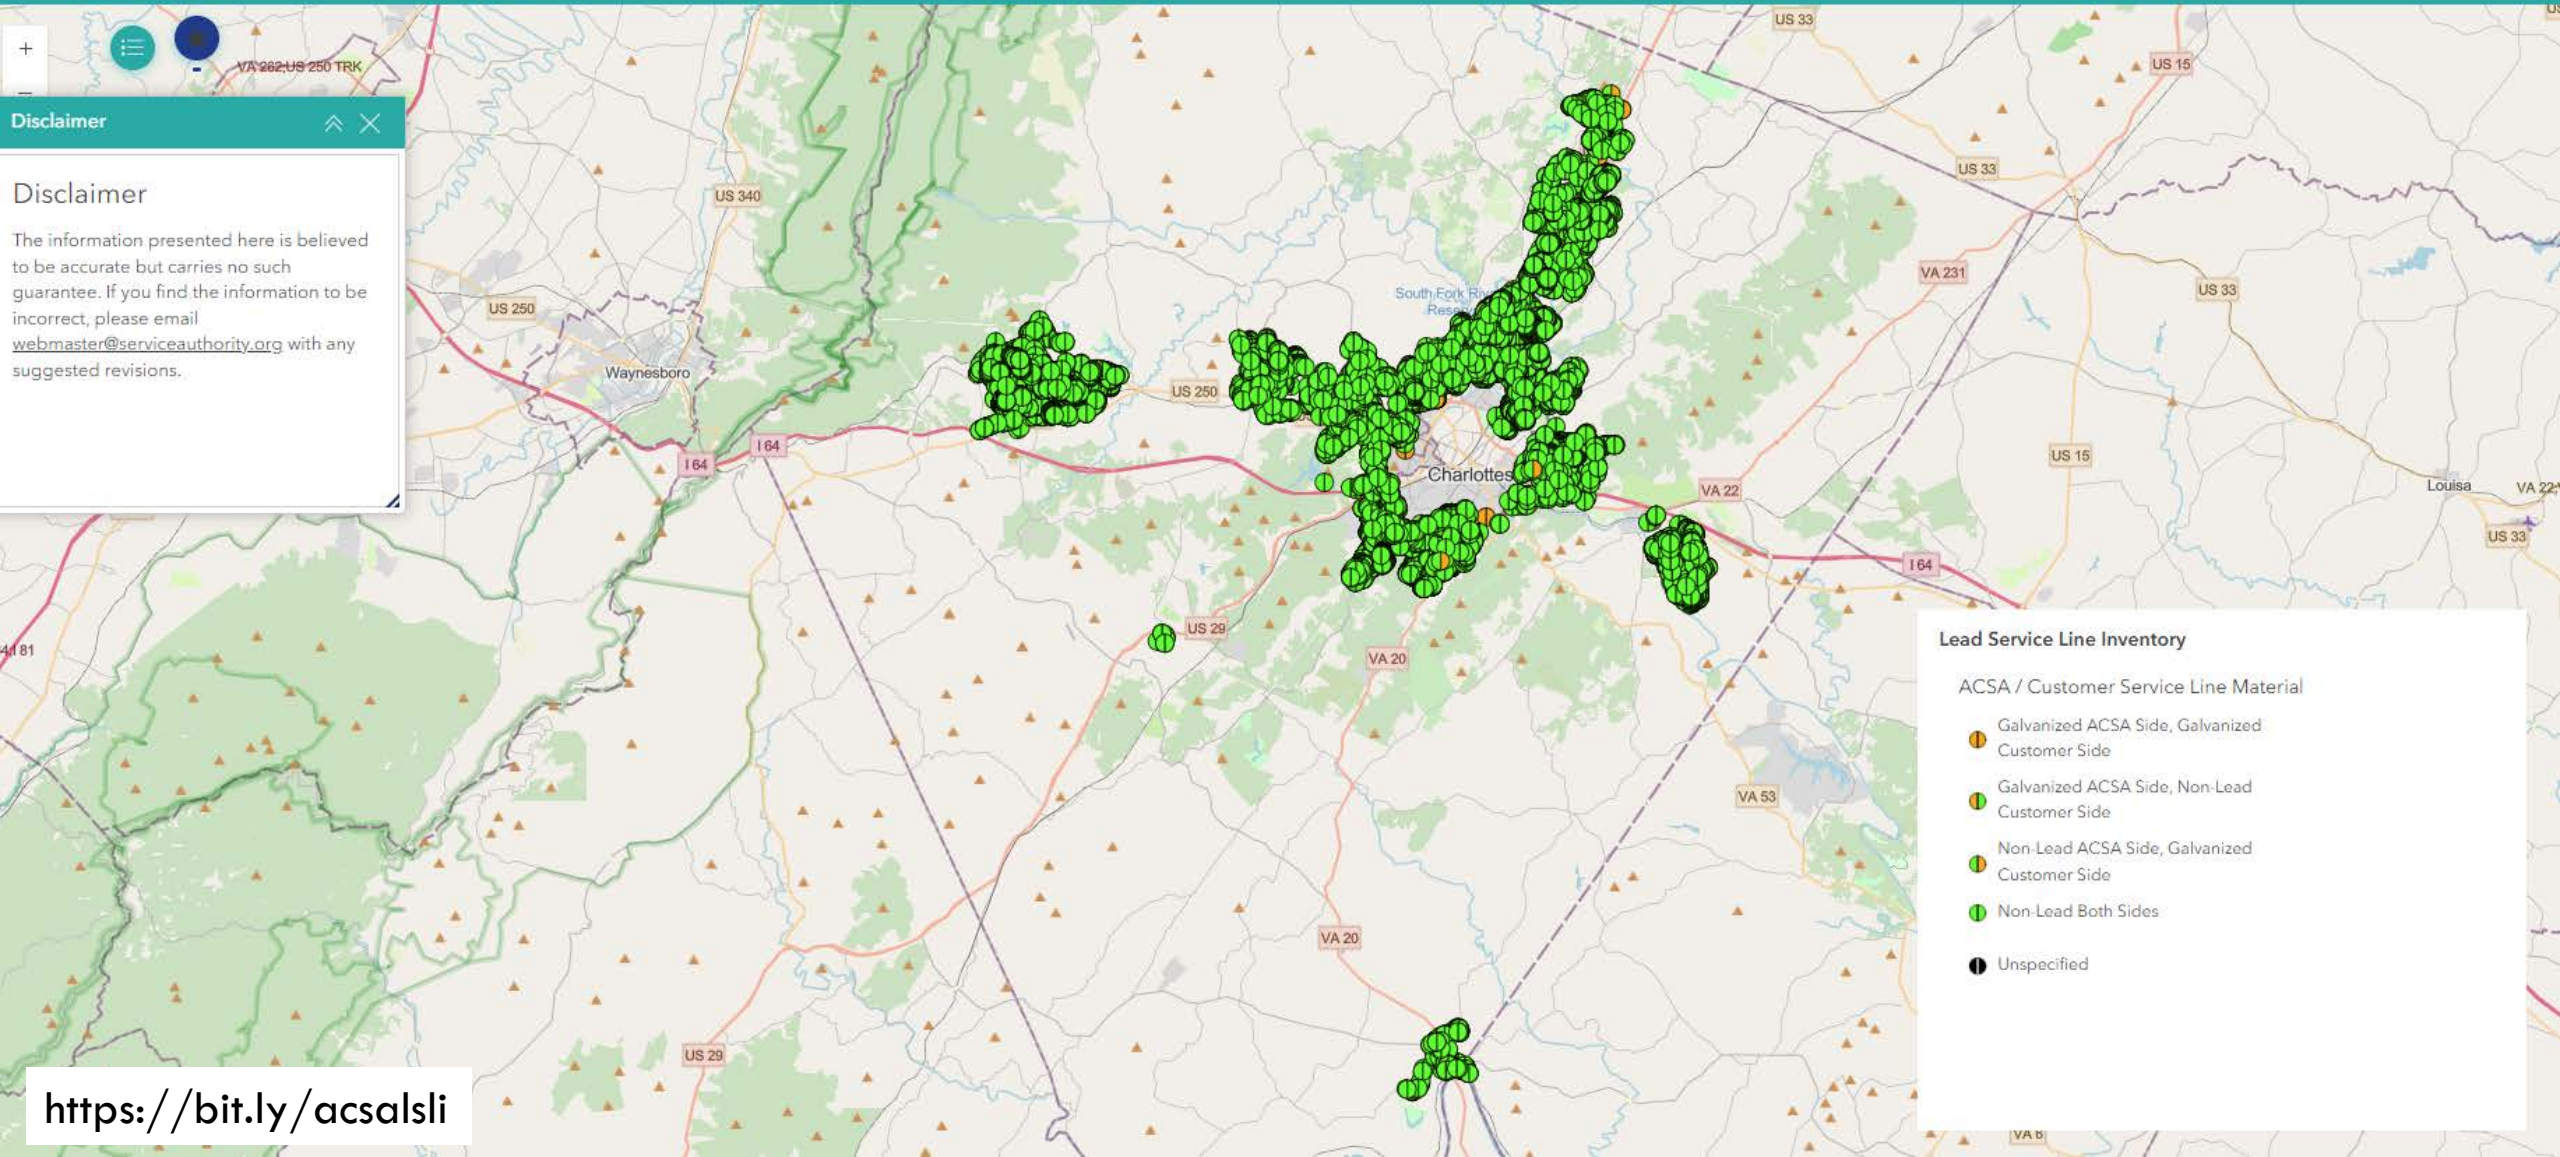 US 33
US 15
VA 262;US 250 TRK
+
Disclaimer
Disclaimer
The information presented here is believed
to be accurate but carries no such
guarantee. If you find the information to be
incorrect, please email
webmaster@serviceauthority.org with any
suggested revisions.
US 340
US 33
VA 231
US 33
South Fork
US 250
Waynesboro
US 250
I 64
I 64
Charlottes
US 15
VA 22
Louisa
US 33
I 64
US 29
VA 20
VA 53
VA 20
US 29
VA 6
Lead Service Line Inventory
ACSA / Customer Service Line Material
Galvanized ACSA Side, Galvanized
Customer Side
Galvanized ACSA Side, Non-Lead
Customer Side
Non-Lead ACSA Side, Galvanized
Customer Side
Non-Lead Both Sides
Unspecified
https://bit.ly/acsalsli